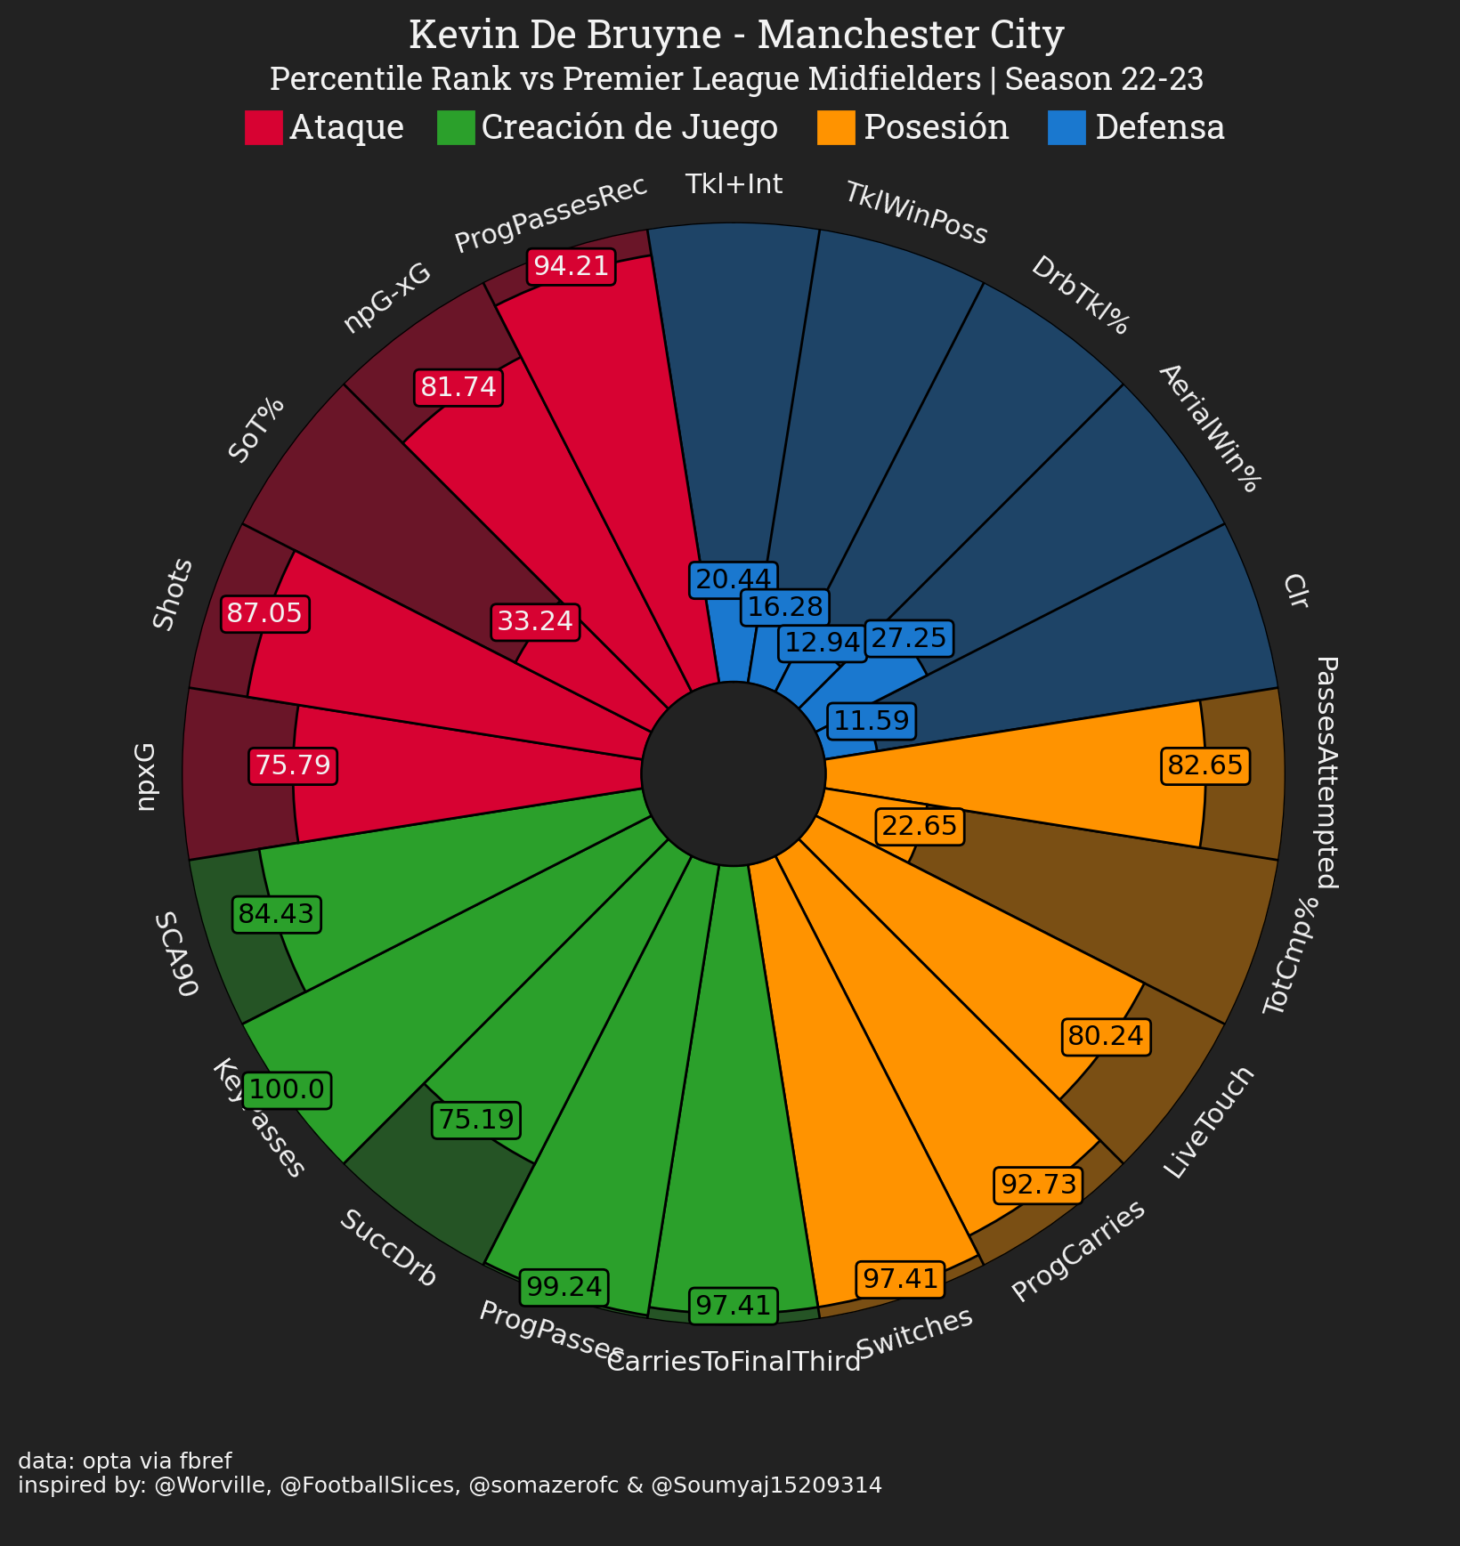 Kevin De Bruyne - Manchester City
Percentile Rank vs Premier League Midfielders | Season 22-23
Ataque
Creación de Juego
Posesión
Defensa
Tkl+Int
TklWinPoss
DrbTkl%
AerialWin%
Clr
PassesAttempted
TotCmp%
LiveTouch
ProgCarries
Switches
CarriesToFinalThird
ProgPasses
SuccDrb
KeyPasses
SCA90
npxG
Shots
SoT%
npG-xG
ProgPassesRec
20.44
16.28
12.94
27.25
11.59
82.65
22.65
80.24
92.73
97.41
97.41
99.24
75.19
100.0
84.43
75.79
87.05
33.24
81.74
94.21
data: opta via fbref
inspired by: @Worville, @FootballSlices, @somazerofc & @Soumyaj15209314